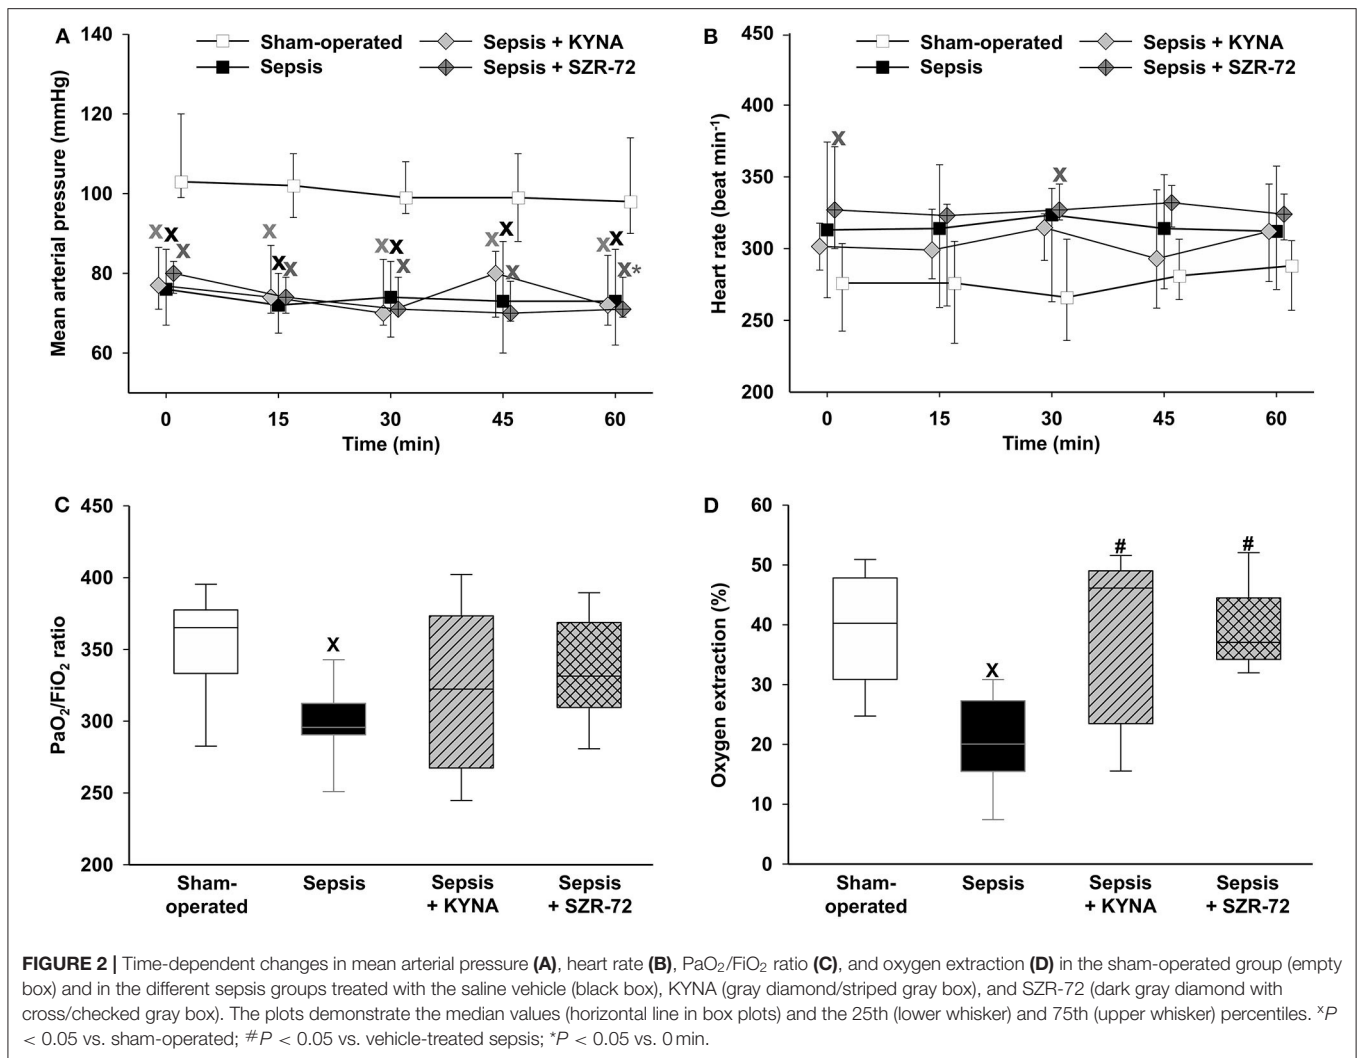 A
Sham-operated
Sepsis
Sepsis + KYNA
Sepsis + SZR-72
Mean arterial pressure (mmHg)
140
120
100
80
60
x x x
x x x
x x x
x x x
x x x*
0 15 30 45 60
Time (min)
B
Sham-operated
Sepsis
Sepsis + KYNA
Sepsis + SZR-72
Heart rate (beat min-1)
450
400
350
300
250
200
x
x
0 15 30 45 60
Time (min)
C
PaO2/FiO2 ratio
450
400
350
300
250
200
X
Sham-
operated
Sepsis
Sepsis
+ KYNA
Sepsis
+ SZR-72
D
Oxygen extraction (%)
60
50
40
30
20
10
0
X
#
#
Sham-
operated
Sepsis
Sepsis
+ KYNA
Sepsis
+ SZR-72
FIGURE 2 | Time-dependent changes in mean arterial pressure (A), heart rate (B), PaO2/FiO2 ratio (C), and oxygen extraction (D) in the sham-operated group (empty
box) and in the different sepsis groups treated with the saline vehicle (black box), KYNA (gray diamond/striped gray box), and SZR-72 (dark gray diamond with
cross/checked gray box). The plots demonstrate the median values (horizontal line in box plots) and the 25th (lower whisker) and 75th (upper whisker) percentiles. xP
< 0.05 vs. sham-operated; #P < 0.05 vs. vehicle-treated sepsis; *P < 0.05 vs. 0 min.